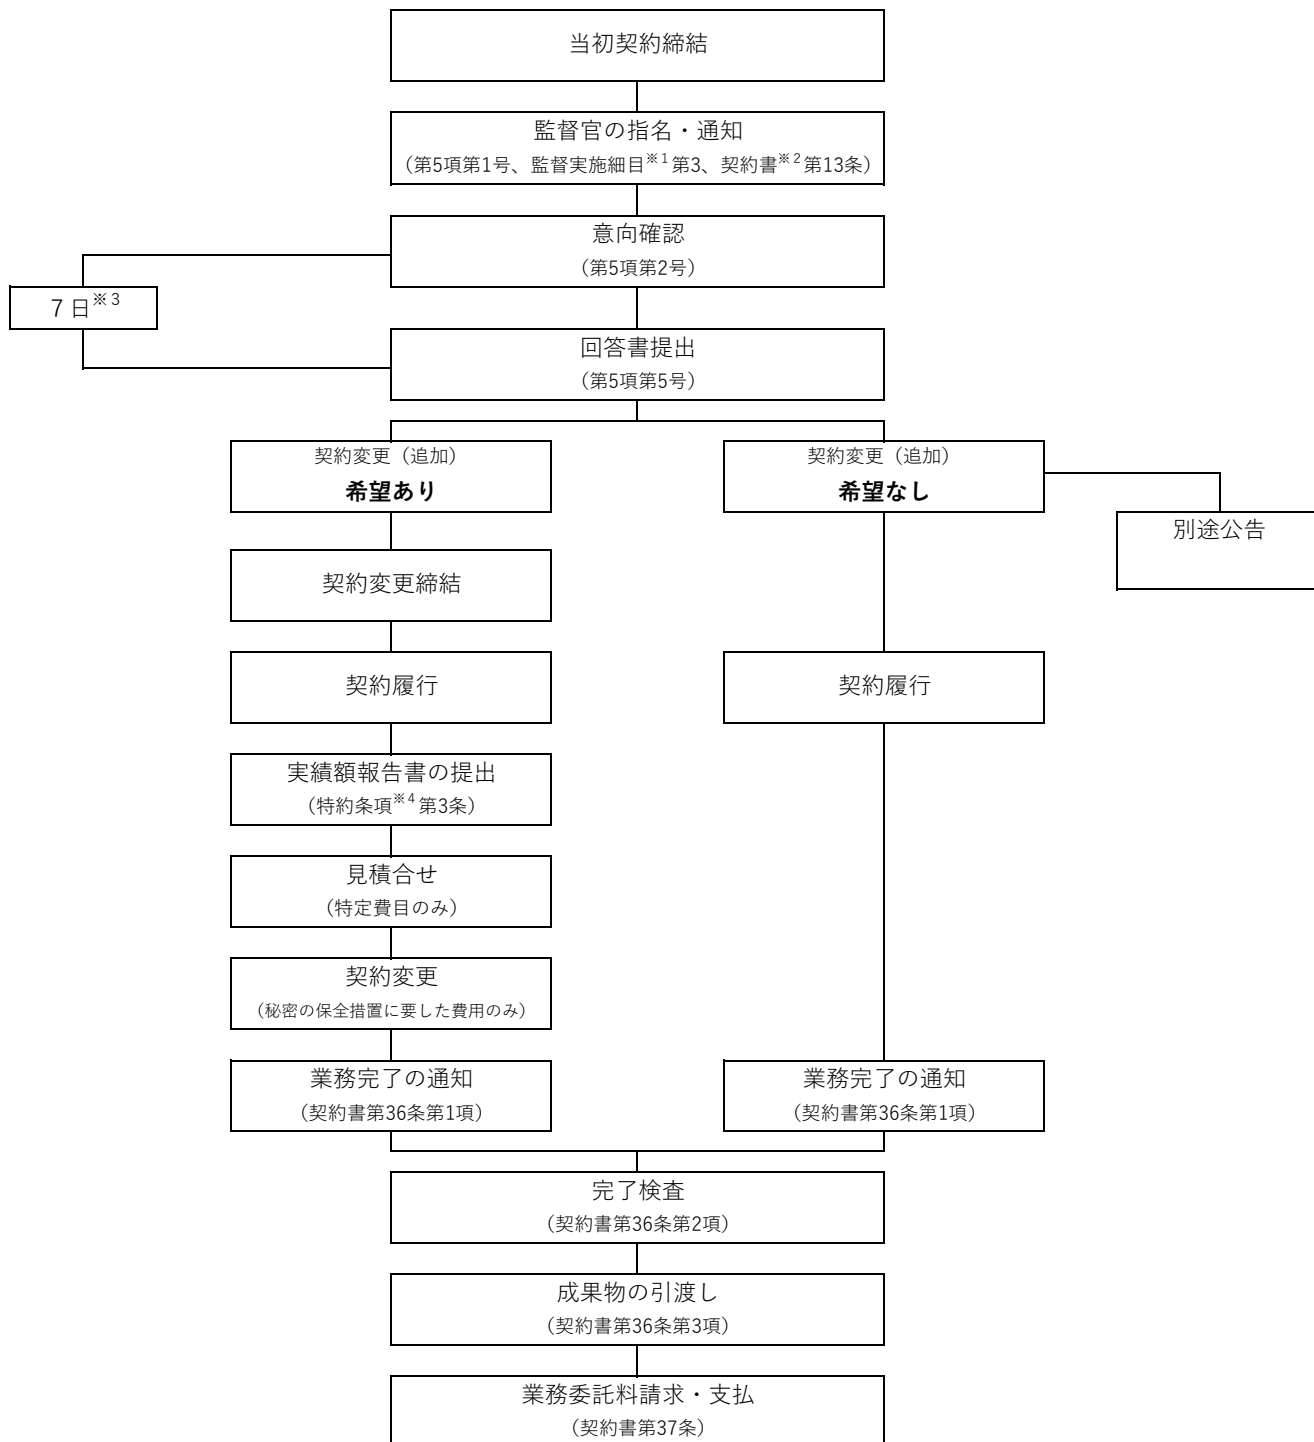 当初契約締結
監督官の指名・通知
（第5項第1号、監督実施細目※1第3、契約書※2第13条）
意向確認
（第5項第2号）
７日※3
回答書提出
（第5項第5号）
契約変更（追加）
希望あり
契約変更（追加）
希望なし
別途公告
契約変更締結
契約履行
契約履行
実績額報告書の提出
（特約条項※4第3条）
見積合せ
（特定費目のみ）
契約変更
（秘密の保全措置に要した費用のみ）
業務完了の通知
（契約書第36条第1項）
業務完了の通知
（契約書第36条第1項）
完了検査
（契約書第36条第2項）
成果物の引渡し
（契約書第36条第3項）
業務委託料請求・支払
（契約書第37条）